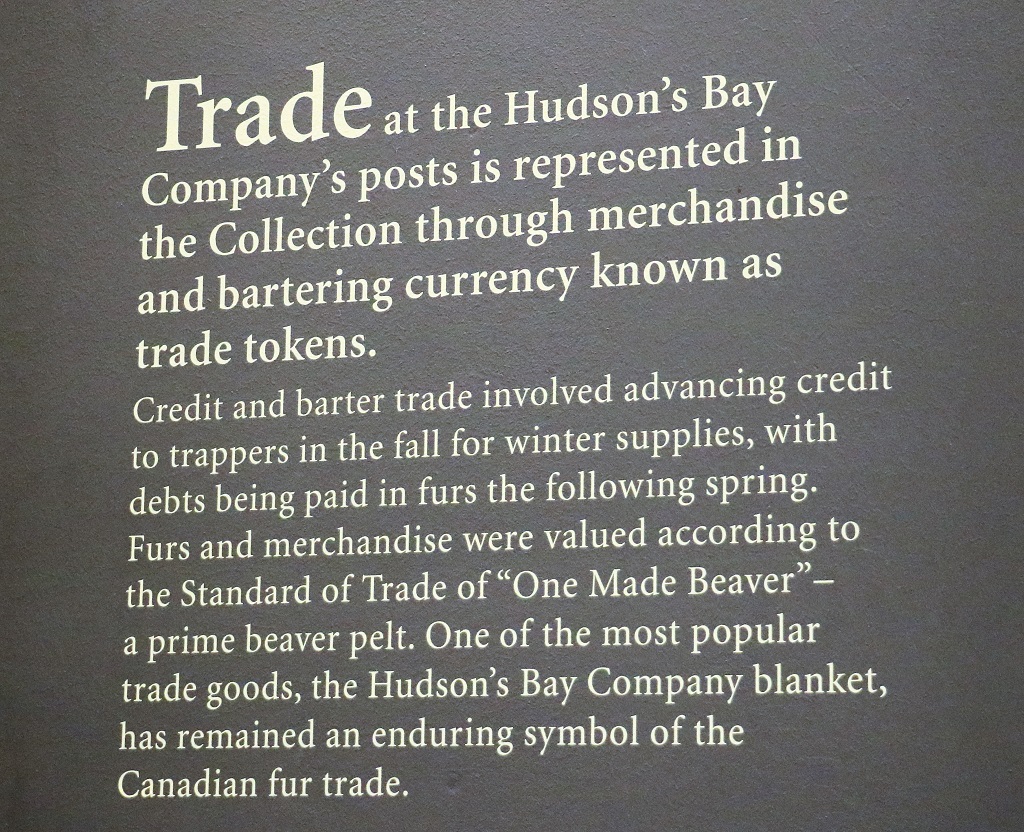 Trade at the Hudson's Bay
Company's posts is represented in
the Collection through merchandise
and bartering currency known as
trade tokens.
Credit and barter trade involved advancing credit
to trappers in the fall for winter supplies, with
debts being paid in furs the following spring.
Furs and merchandise were valued according to
the Standard of Trade of “One Made Beaver”–
a prime beaver pelt. One of the most popular
trade goods, the Hudson's Bay Company blanket,
has remained an enduring symbol of the
Canadian fur trade.